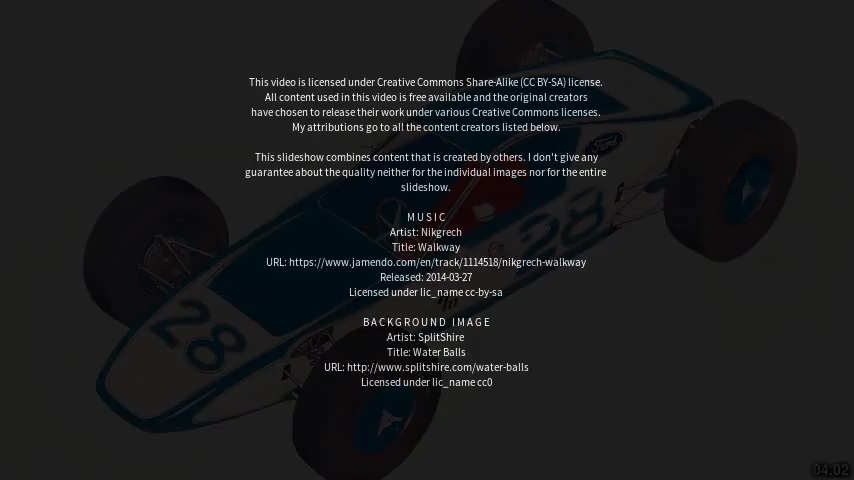 This video is licensed under Creative Commons Share-Alike (CC BY-SA) license.
All content used in this video is free available and the original creators
have chosen to release their work under various Creative Commons licenses.
My attributions go to all the content creators listed below.
This slideshow combines content that is created by others. I don't give any
guarantee about the quality neither for the individual images nor for the entire
slideshow.
MUSIC
Artist: Nikgrech
Title: Walkway
URL: https://www.jamendo.com/en/track/1114518/nikgrech-walkway
Released: 2014-03-27
Licensed under lic_name cc-by-sa
BACKGROUND IMAGE
Artist: SplitShire
Title: Water Balls
URL: http://www.splitshire.com/water-balls
Licensed under lic_name cc0
Ford
28
28
04:02